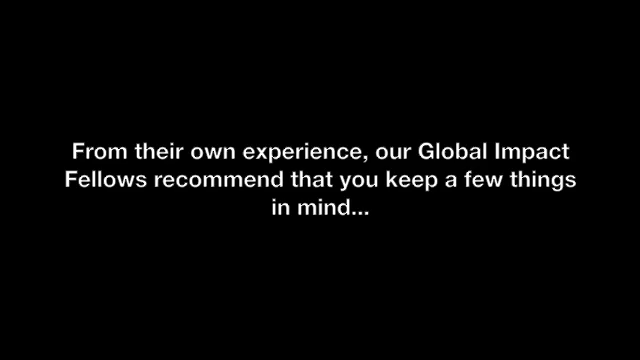 From their own experience, our Global Impact
Fellows recommend that you keep a few things
in mind...